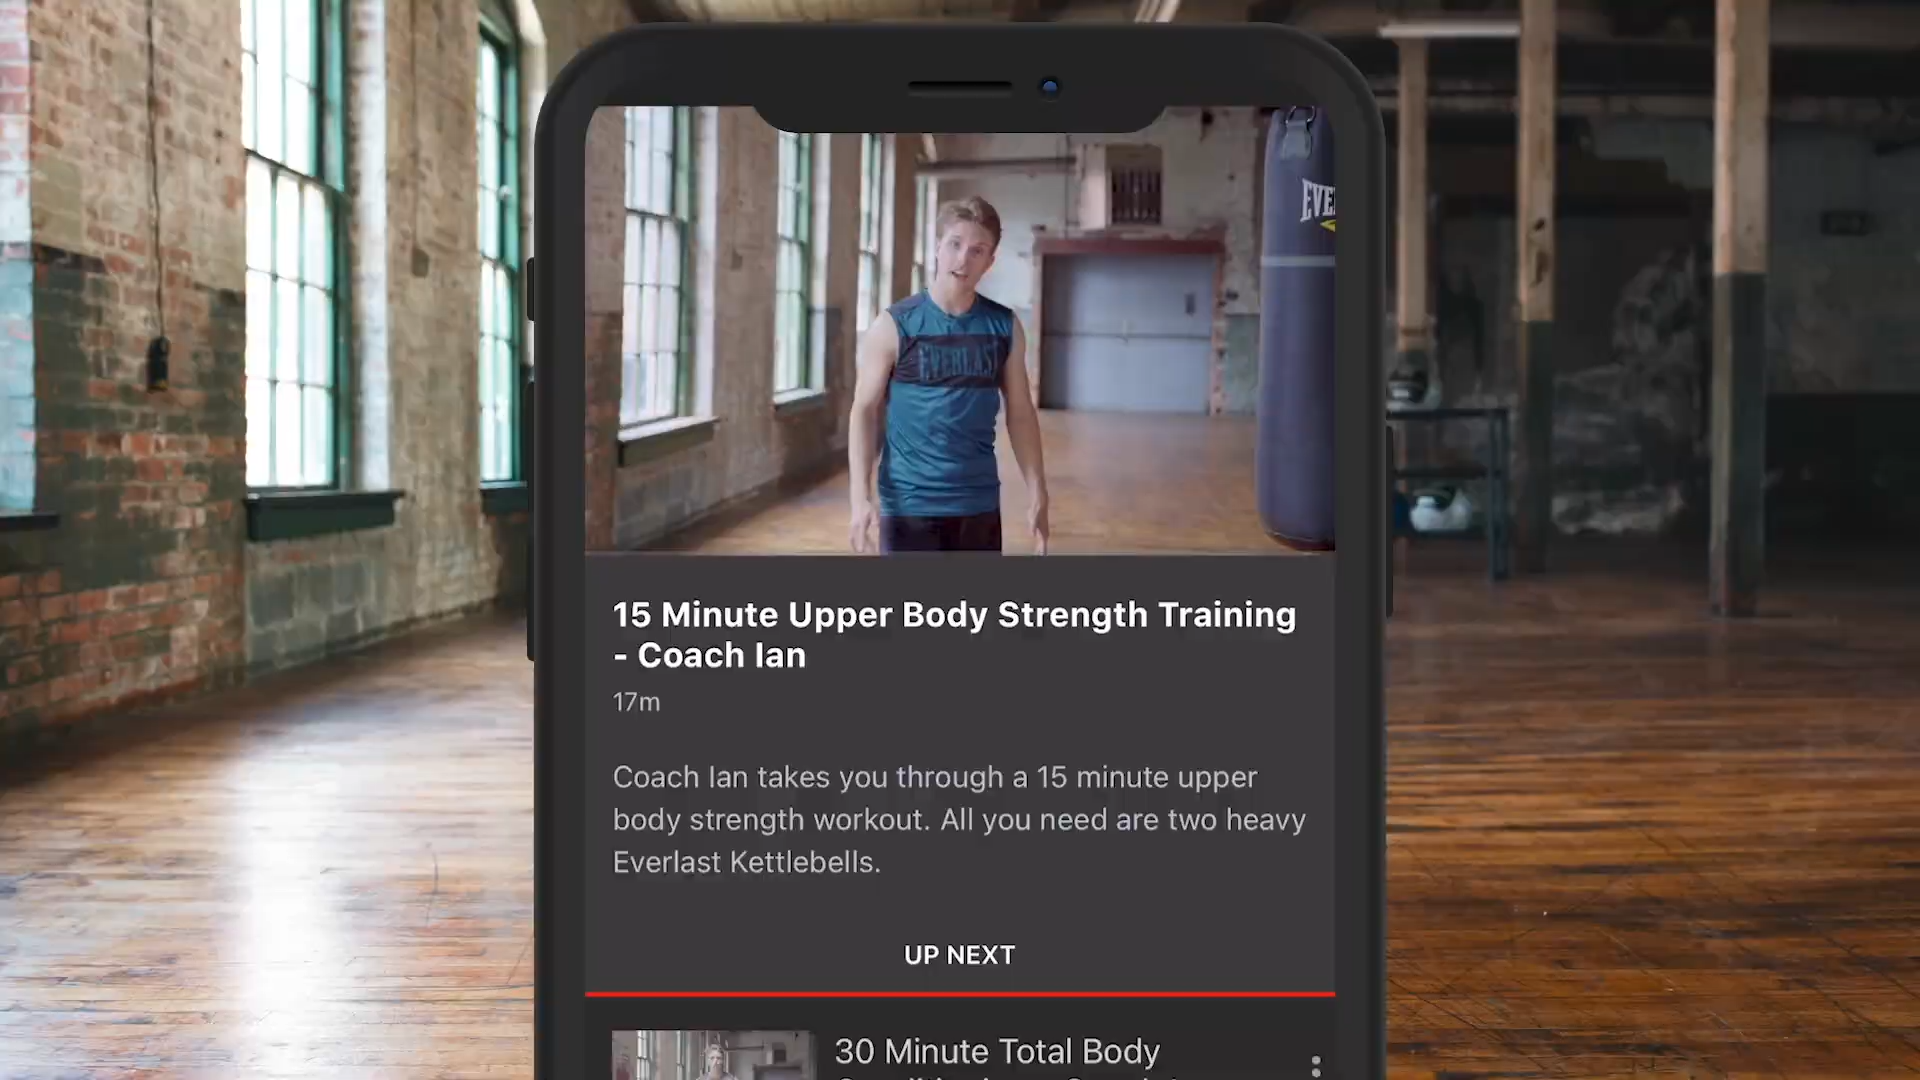 EVERLAST
15 Minute Upper Body Strength Training
- Coach Ian
17m
Coach Ian takes you through a 15 minute upper
body strength workout. All you need are two heavy
Everlast Kettlebells.
UP NEXT
30 Minute Total Body